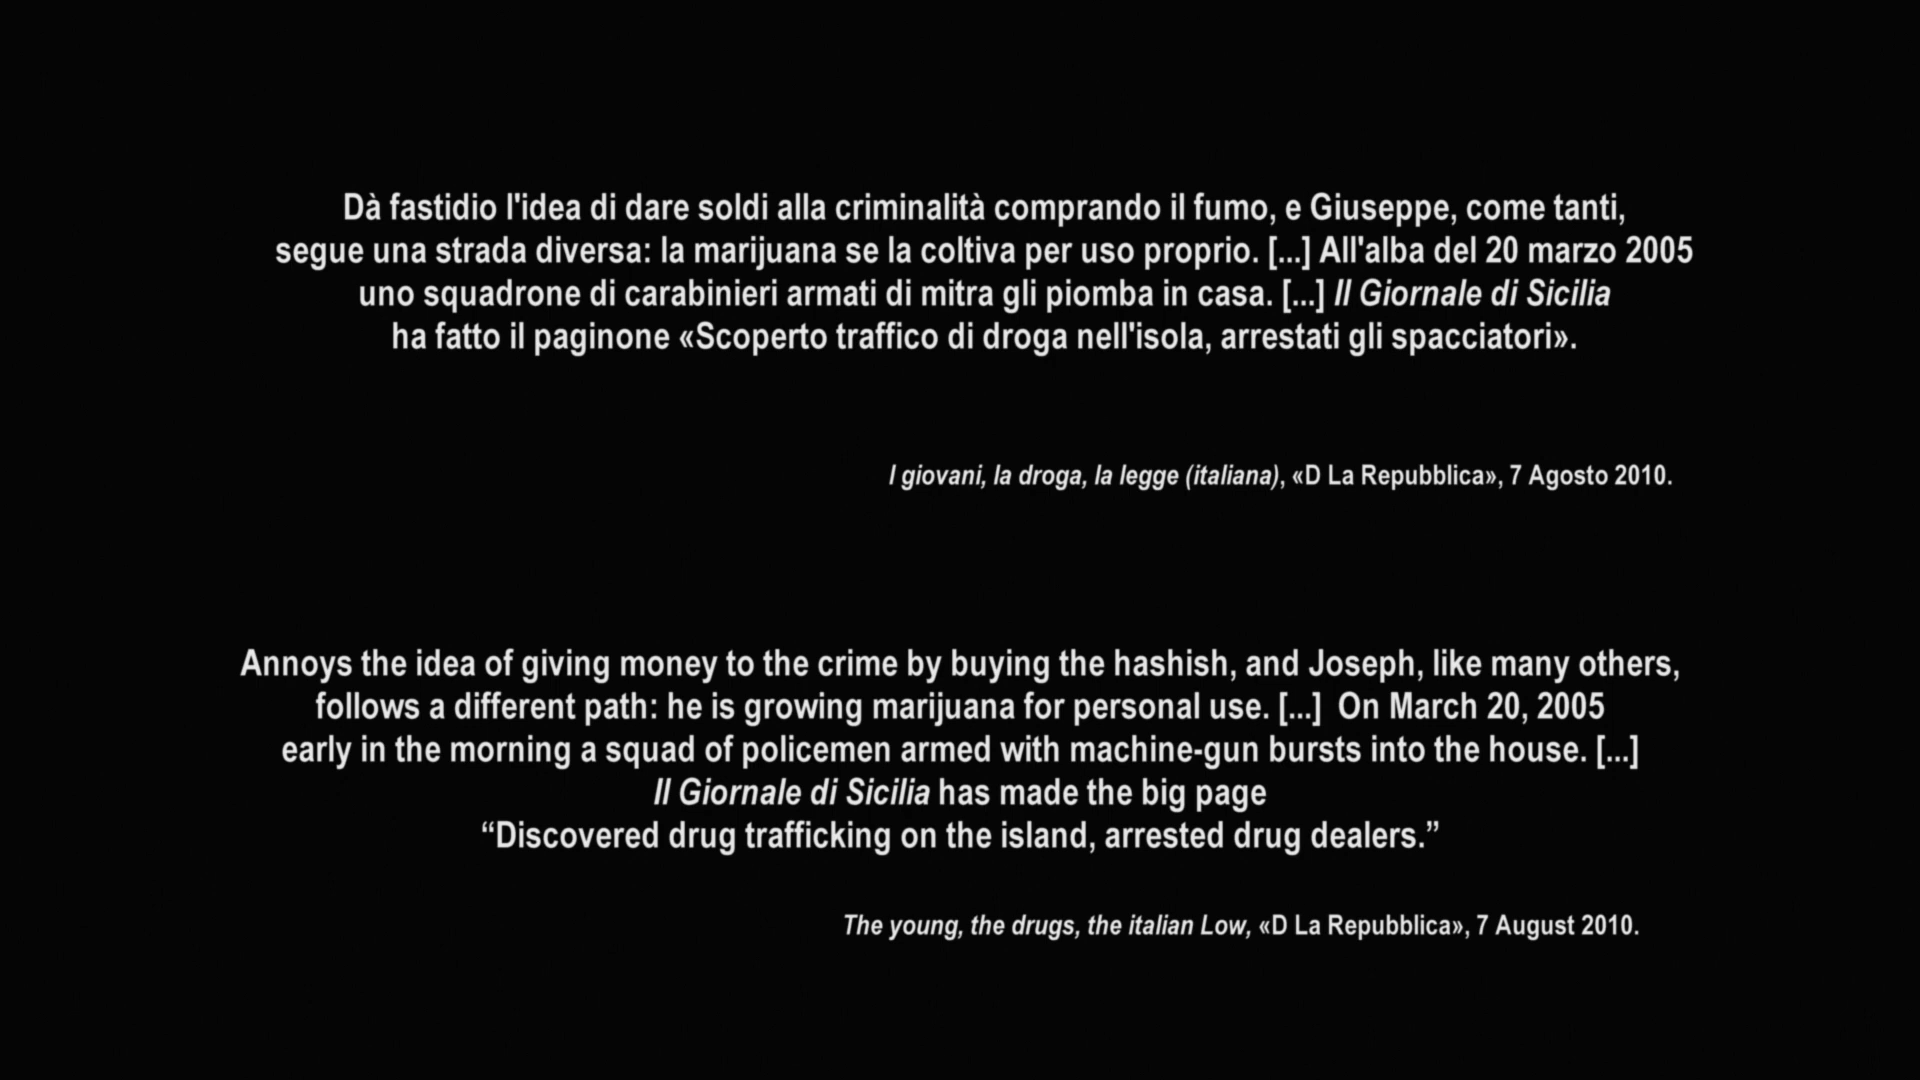 Dà fastidio l'idea di dare soldi alla criminalità comprando il fumo, e Giuseppe, come tanti,
segue una strada diversa: la marijuana se la coltiva per uso proprio. [...] All'alba del 20 marzo 2005
uno squadrone di carabinieri armati di mitra gli piomba in casa. [...] Il Giornale di Sicilia
ha fatto il paginone «Scoperto traffico di droga nell'isola, arrestati gli spacciatori».
I giovani, la droga, la legge (italiana), «D La Repubblica», 7 Agosto 2010.
Annoys the idea of giving money to the crime by buying the hashish, and Joseph, like many others,
follows a different path: he is growing marijuana for personal use. [...] On March 20, 2005
early in the morning a squad of policemen armed with machine-gun bursts into the house. [...]
Il Giornale di Sicilia has made the big page
“Discovered drug trafficking on the island, arrested drug dealers.”
The young, the drugs, the italian Low, «D La Repubblica», 7 August 2010.